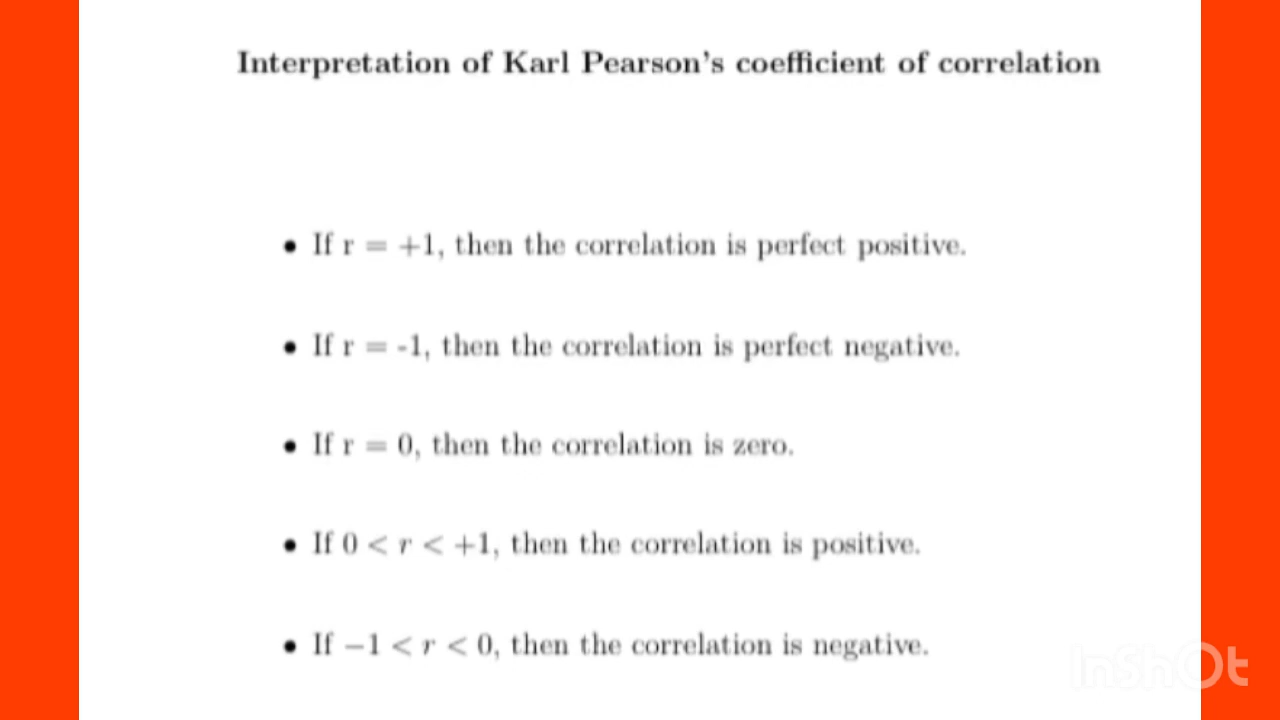 Interpretation of Karl Pearson's coefficient of correlation
• If r = +1, then the correlation is perfect positive.
• If r = -1, then the correlation is perfect negative.
• If r = 0, then the correlation is zero.
• If 0 < r < +1, then the correlation is positive.
• If −1 < r < 0, then the correlation is negative.
InShOt